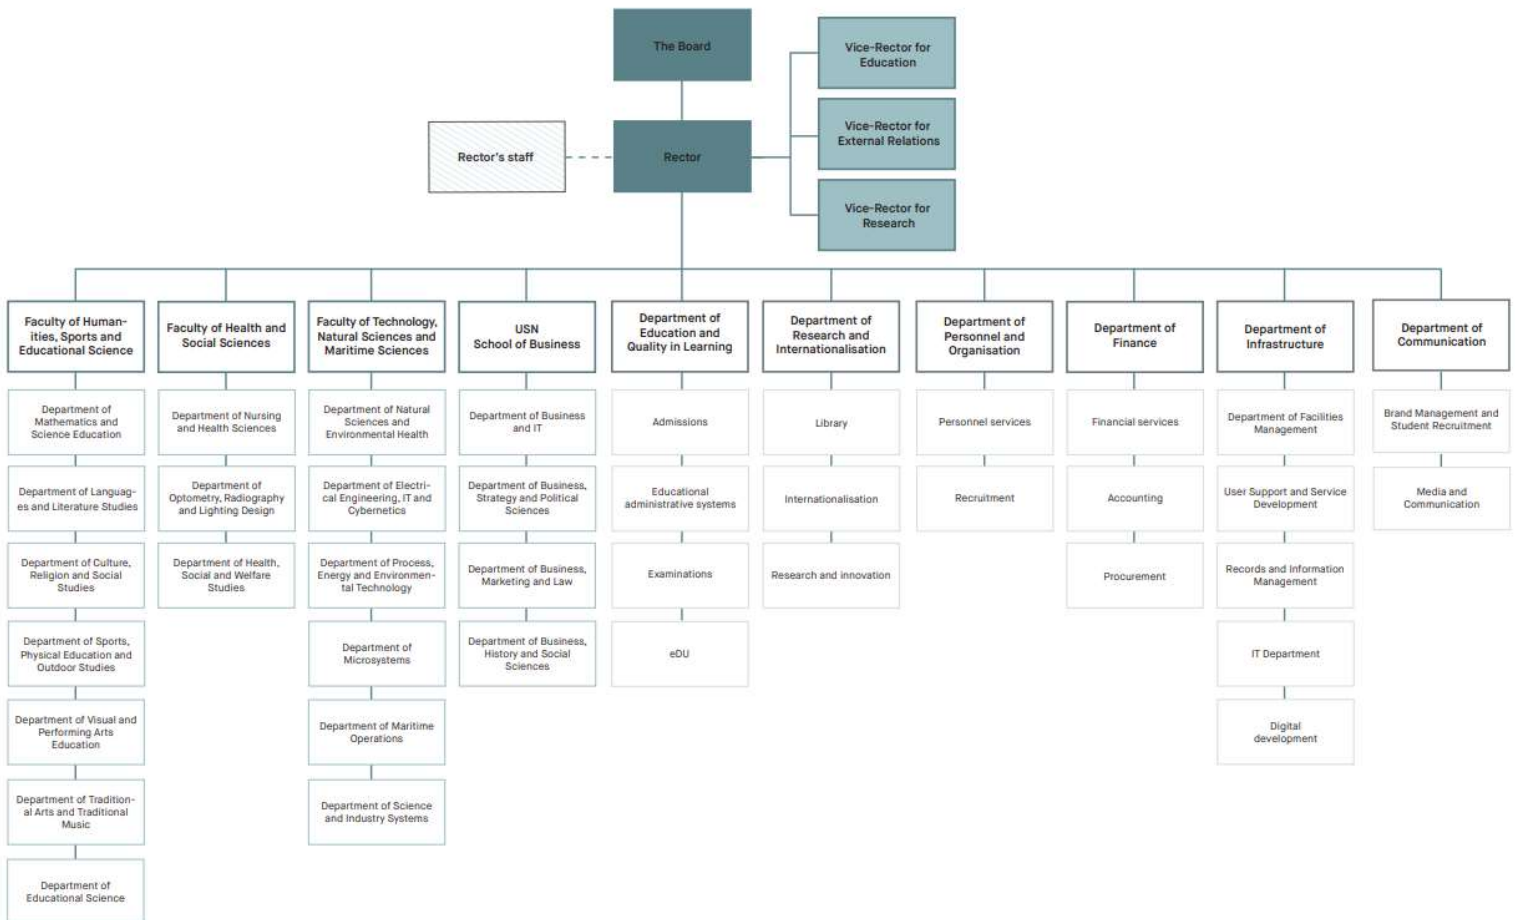 The Board
Vice-Rector for
Education
Vice-Rector for
External Relations
Rector's staff
Rector
Vice-Rector for
Research
Faculty of Human-
ities, Sports and
Educational Science
Faculty of Health and
Social Sciences
Faculty of Technology,
Natural Sciences and
Maritime Sciences
USN
School of Business
Department of
Education and
Quality in Learning
Department of
Research and
Internationalisation
Department of
Personnel and
Organisation
Department of
Finance
Department of
Infrastructure
Department of
Communication
Department of
Mathematics and
Science Education
Department of Nursing
and Health Sciences
Department of Natural
Sciences and
Environmental Health
Department of Business
and IT
Admissions
Library
Personnel services
Financial services
Department of Facilities
Management
Brand Management and
Student Recruitment
Department of Languag-
es and Literature Studies
Department of
Optometry, Radiography
and Lighting Design
Department of Electri-
cal Engineering, IT and
Cybernetics
Department of Business,
Strategy and Political
Sciences
Educational
administrative systems
Internationalisation
Recruitment
Accounting
User Support and Service
Development
Media and
Communication
Department of Culture,
Religion and Social
Studies
Department of Health,
Social and Welfare
Studies
Department of Process,
Energy and Environmen-
tal Technology
Department of Business,
Marketing and Law
Examinations
Research and innovation
Procurement
Records and Information
Management
Department of Sports,
Physical Education and
Outdoor Studies
Department of
Microsystems
Department of Business,
History and Social
Sciences
eDU
IT Department
Department of Visual and
Performing Arts
Education
Department of Maritime
Operations
Digital
development
Department of Tradition-
al Arts and Traditional
Music
Department of Science
and Industry Systems
Department of
Educational Science